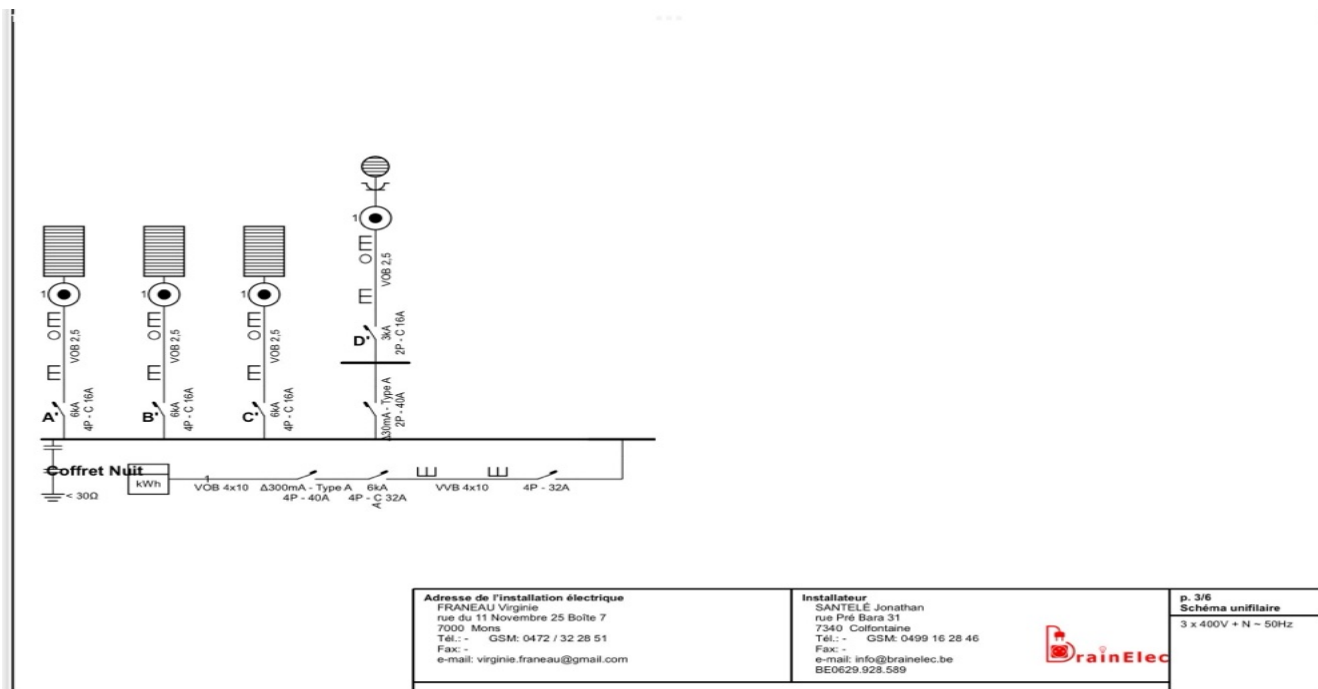 1
VOB 2,5
3kA
2P - C 16A
D'
1
VOB 2,5
6kA
4P - C 16A
A'
1
VOB 2,5
6kA
4P - C 16A
B'
1
VOB 2,5
6kA
4P - C 16A
C'
Δ30mA - Type A
2P - 40A
Coffret Nuit
< 30Ω
kWh
1
VOB 4x10
Δ300mA - Type A
4P - 40A
6kA
4P - C 32A
A
VVB 4x10
4P - 32A
Adresse de l'installation électrique
FRANEAU Virginie
rue du 11 Novembre 25 Boîte 7
7000 Mons
Tél.: - GSM: 0472 / 32 28 51
Fax: -
e-mail: virginie.franeau@gmail.com
Installateur
SANTELÉ Jonathan
rue Pré Bara 31
7340 Colfontaine
Tél.: - GSM: 0499 16 28 46
Fax: -
e-mail: info@brainelec.be
BE0629.928.589
BrainElec
p. 3/6
Schéma unifilaire
3 x 400V + N ~ 50Hz